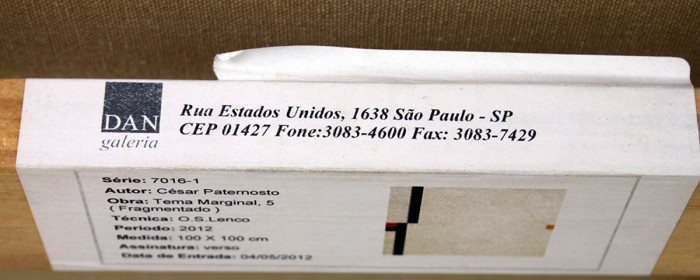 DAN
galeria
Rua Estados Unidos, 1638 São Paulo - SP
CEP 01427 Fone:3083-4600 Fax: 3083-7429
Série: 7016-1
Autor: César Paternosto
Obra: Tema Marginal, 5
( Fragmentado )
Técnica: O.S.Lenco
Periodo: 2012
Medida: 100 X 100 cm
Assinatura: verso
Data de Entrada: 04/05/2012